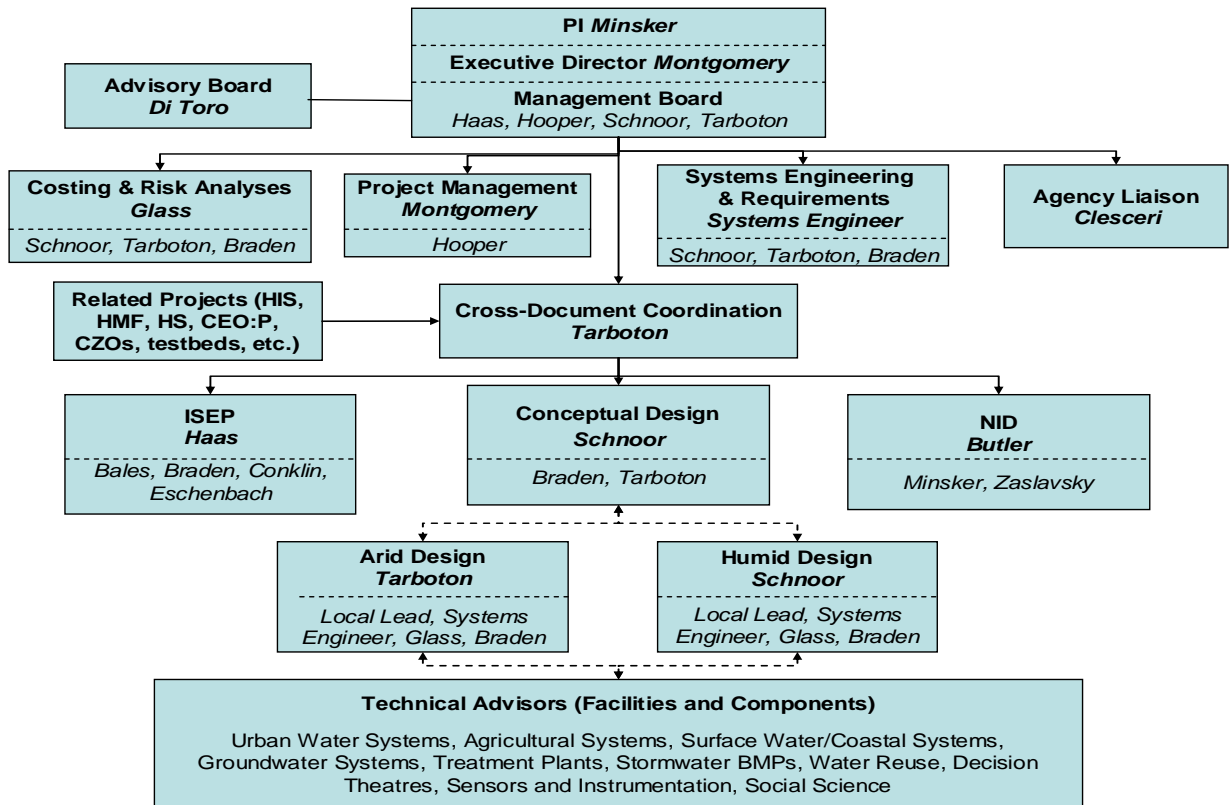 PI Minsker
Executive Director Montgomery
Management Board
Haas, Hooper, Schnoor, Tarboton
Advisory Board
Di Toro
Costing & Risk Analyses
Glass
Schnoor, Tarboton, Braden
Project Management
Montgomery
Hooper
Systems Engineering
& Requirements
Systems Engineer
Schnoor, Tarboton, Braden
Agency Liaison
Clesceri
Related Projects (HIS,
HMF, HS, CEO:P,
CZOs, testbeds, etc.)
Cross-Document Coordination
Tarboton
ISEP
Haas
Bales, Braden, Conklin,
Eschenbach
Conceptual Design
Schnoor
Braden, Tarboton
NID
Butler
Minsker, Zaslavsky
Arid Design
Tarboton
Local Lead, Systems
Engineer, Glass, Braden
Humid Design
Schnoor
Local Lead, Systems
Engineer, Glass, Braden
Technical Advisors (Facilities and Components)
Urban Water Systems, Agricultural Systems, Surface Water/Coastal Systems,
Groundwater Systems, Treatment Plants, Stormwater BMPs, Water Reuse, Decision
Theatres, Sensors and Instrumentation, Social Science